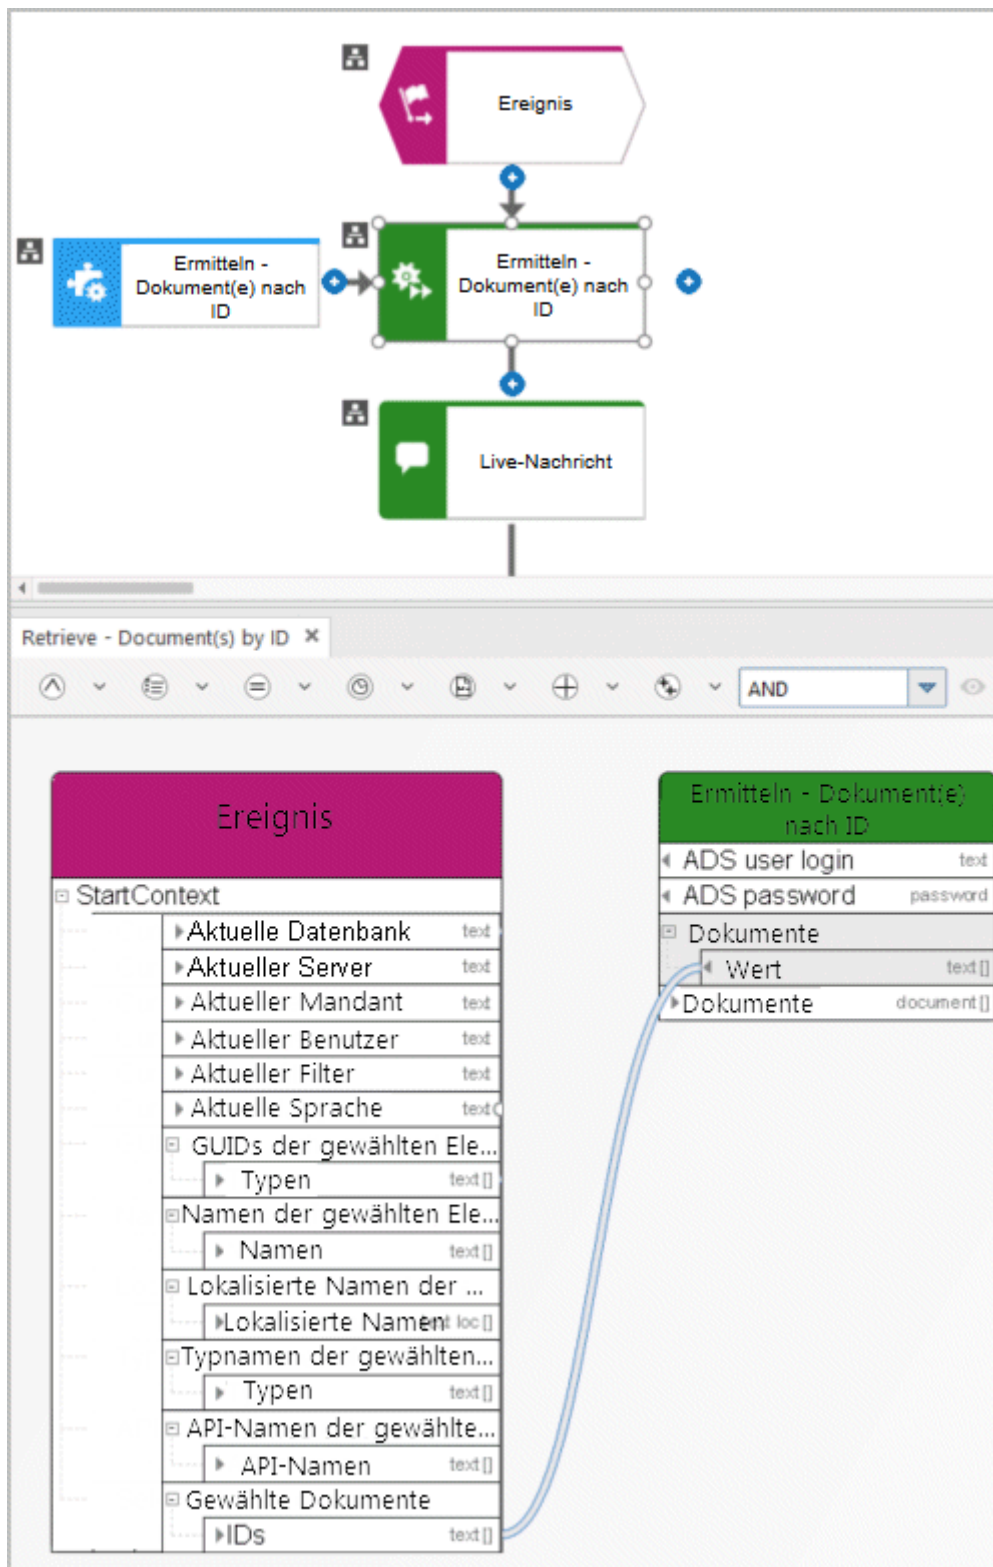 Ereignis
Ermitteln -
Dokument(e) nach
ID
Ermitteln -
Dokument(e) nach
ID
Live-Nachricht
Retrieve - Document(s) by ID
AND
Ereignis
StartContext
Aktuelle Datenbank text
Aktueller Server text
Aktueller Mandant text
Aktueller Benutzer text
Aktueller Filter text
Aktuelle Sprache text
GUIDs der gewählten Ele...
Typen text[]
Namen der gewählten Ele...
Namen text[]
Lokalisierte Namen der ...
Lokalisierte Namen loc[]
Typnamen der gewählten...
Typen text[]
API-Namen der gewählte...
API-Namen text[]
Gewählte Dokumente
IDs text[]
Ermitteln - Dokument(e)
nach ID
ADS user login text
ADS password password
Dokumente
Wert text[]
Dokumente document[]